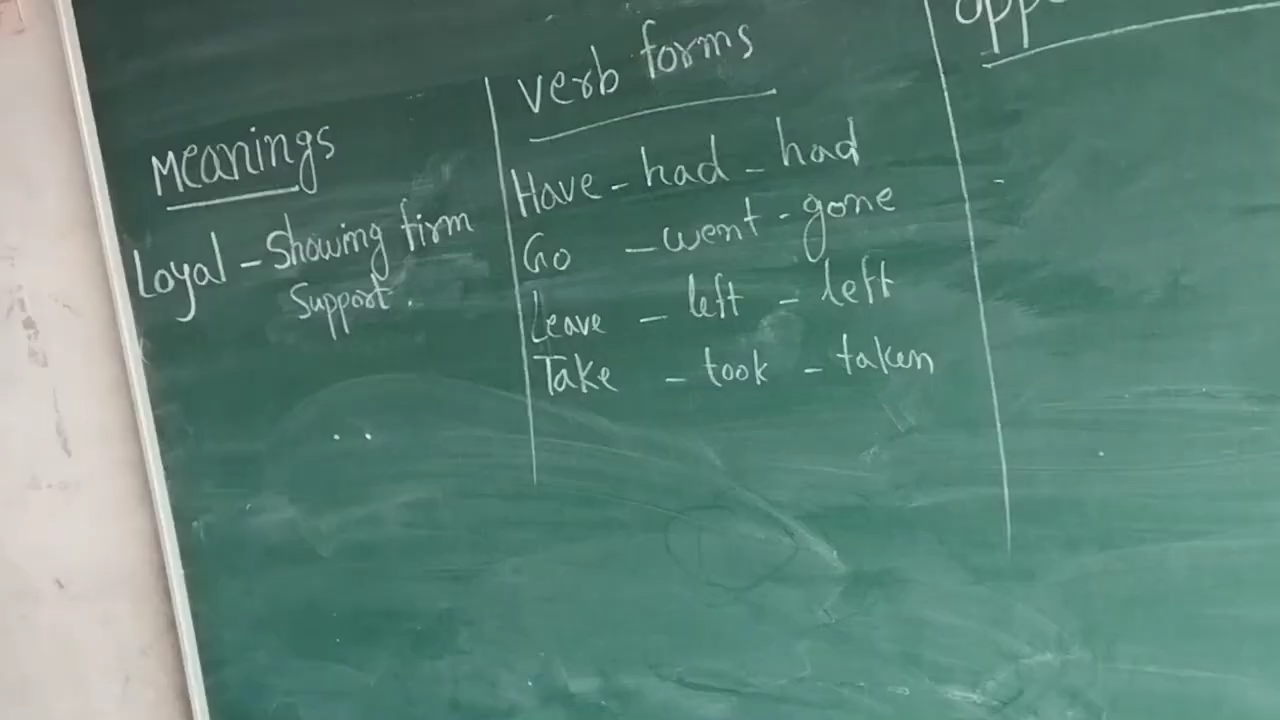 Meanings
Loyal - Showing firm
Support.
Verb forms
Have - had - had
Go - went - gone
Leave - left - left
Take - took - taken